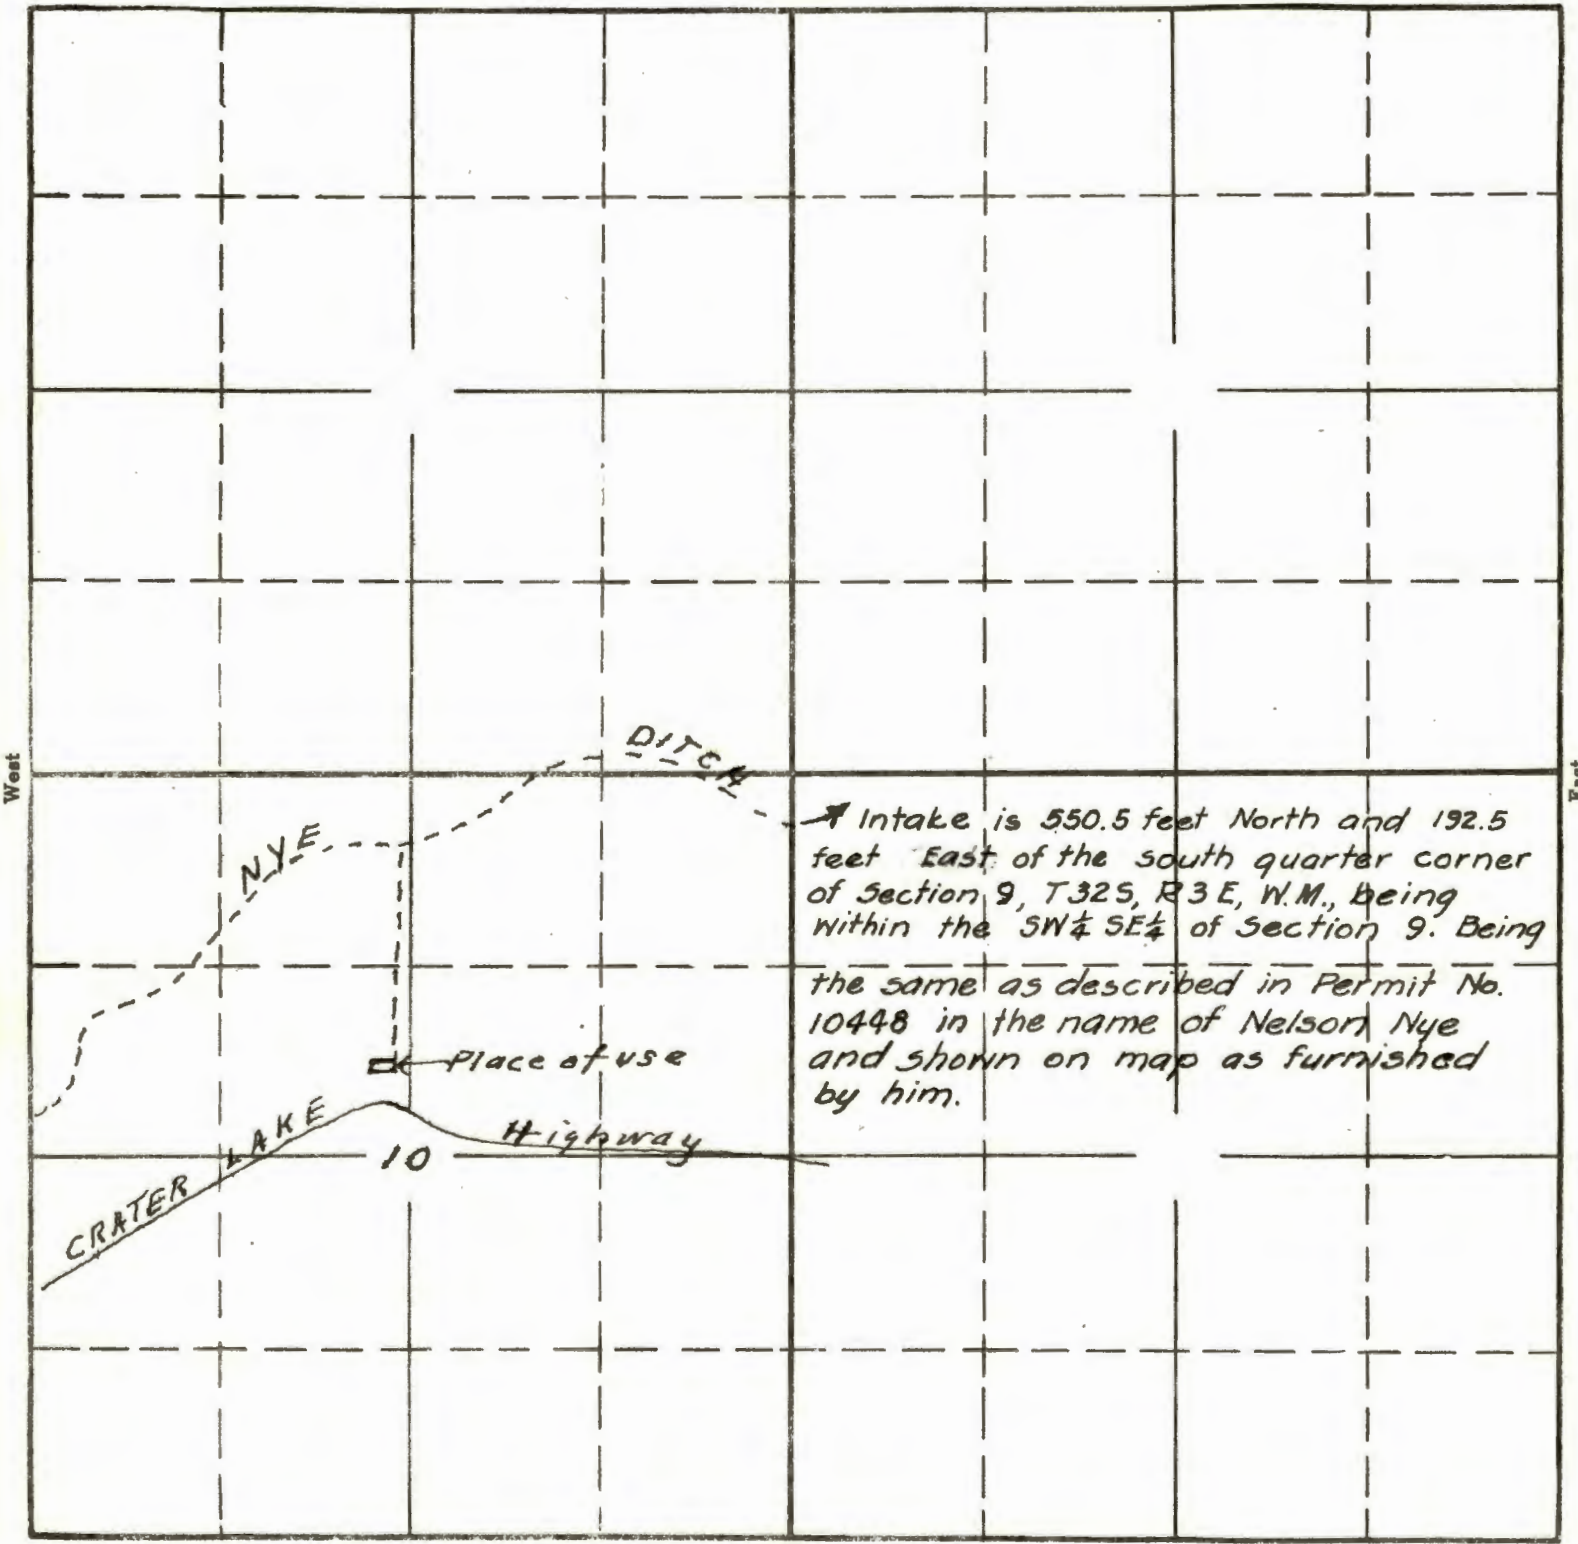 West
East
NYE
DITCH
Intake is 550.5 feet North and 192.5
feet East of the south quarter corner
of Section 9, T32S, R3E, W.M., being
within the SW¼ SE¼ of Section 9. Being
the same as described in Permit No.
10448 in the name of Nelson Nye
and shown on map as furnished
by him.
Place of use
CRATER LAKE Highway
10